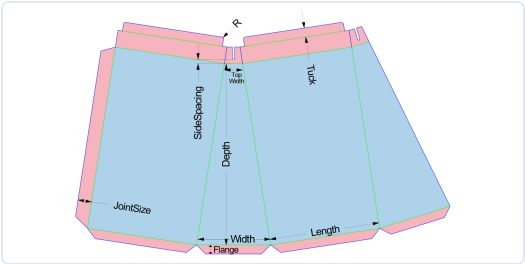 R
Top
Width
Tuck
SideSpacing
Depth
JointSize
Width
Length
Flange